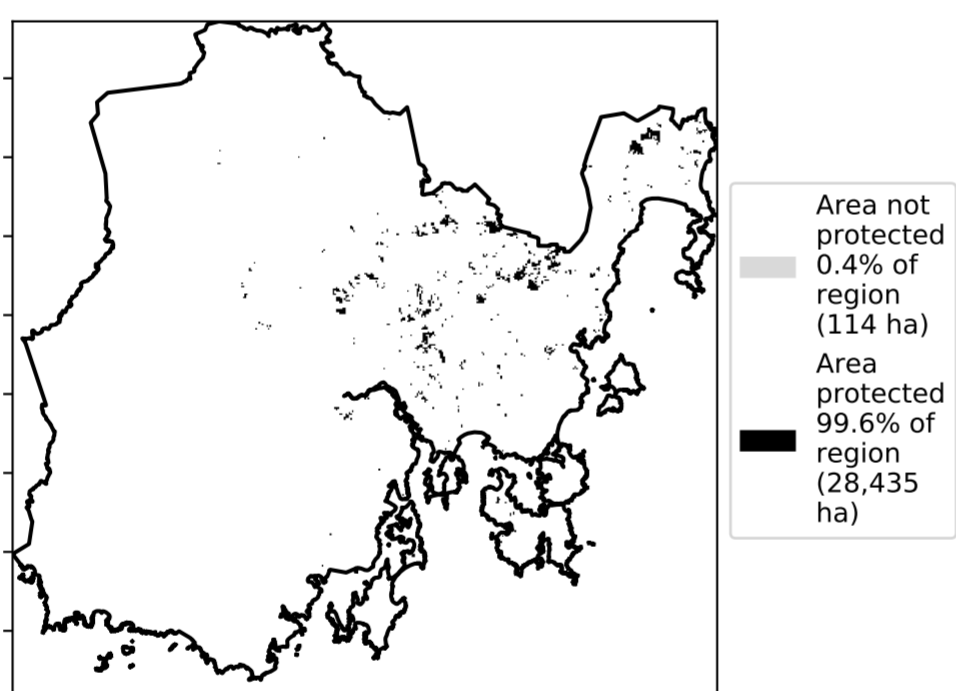 Area not
protected
0.4% of
region
(114 ha)
Area
protected
99.6% of
region
(28,435
ha)